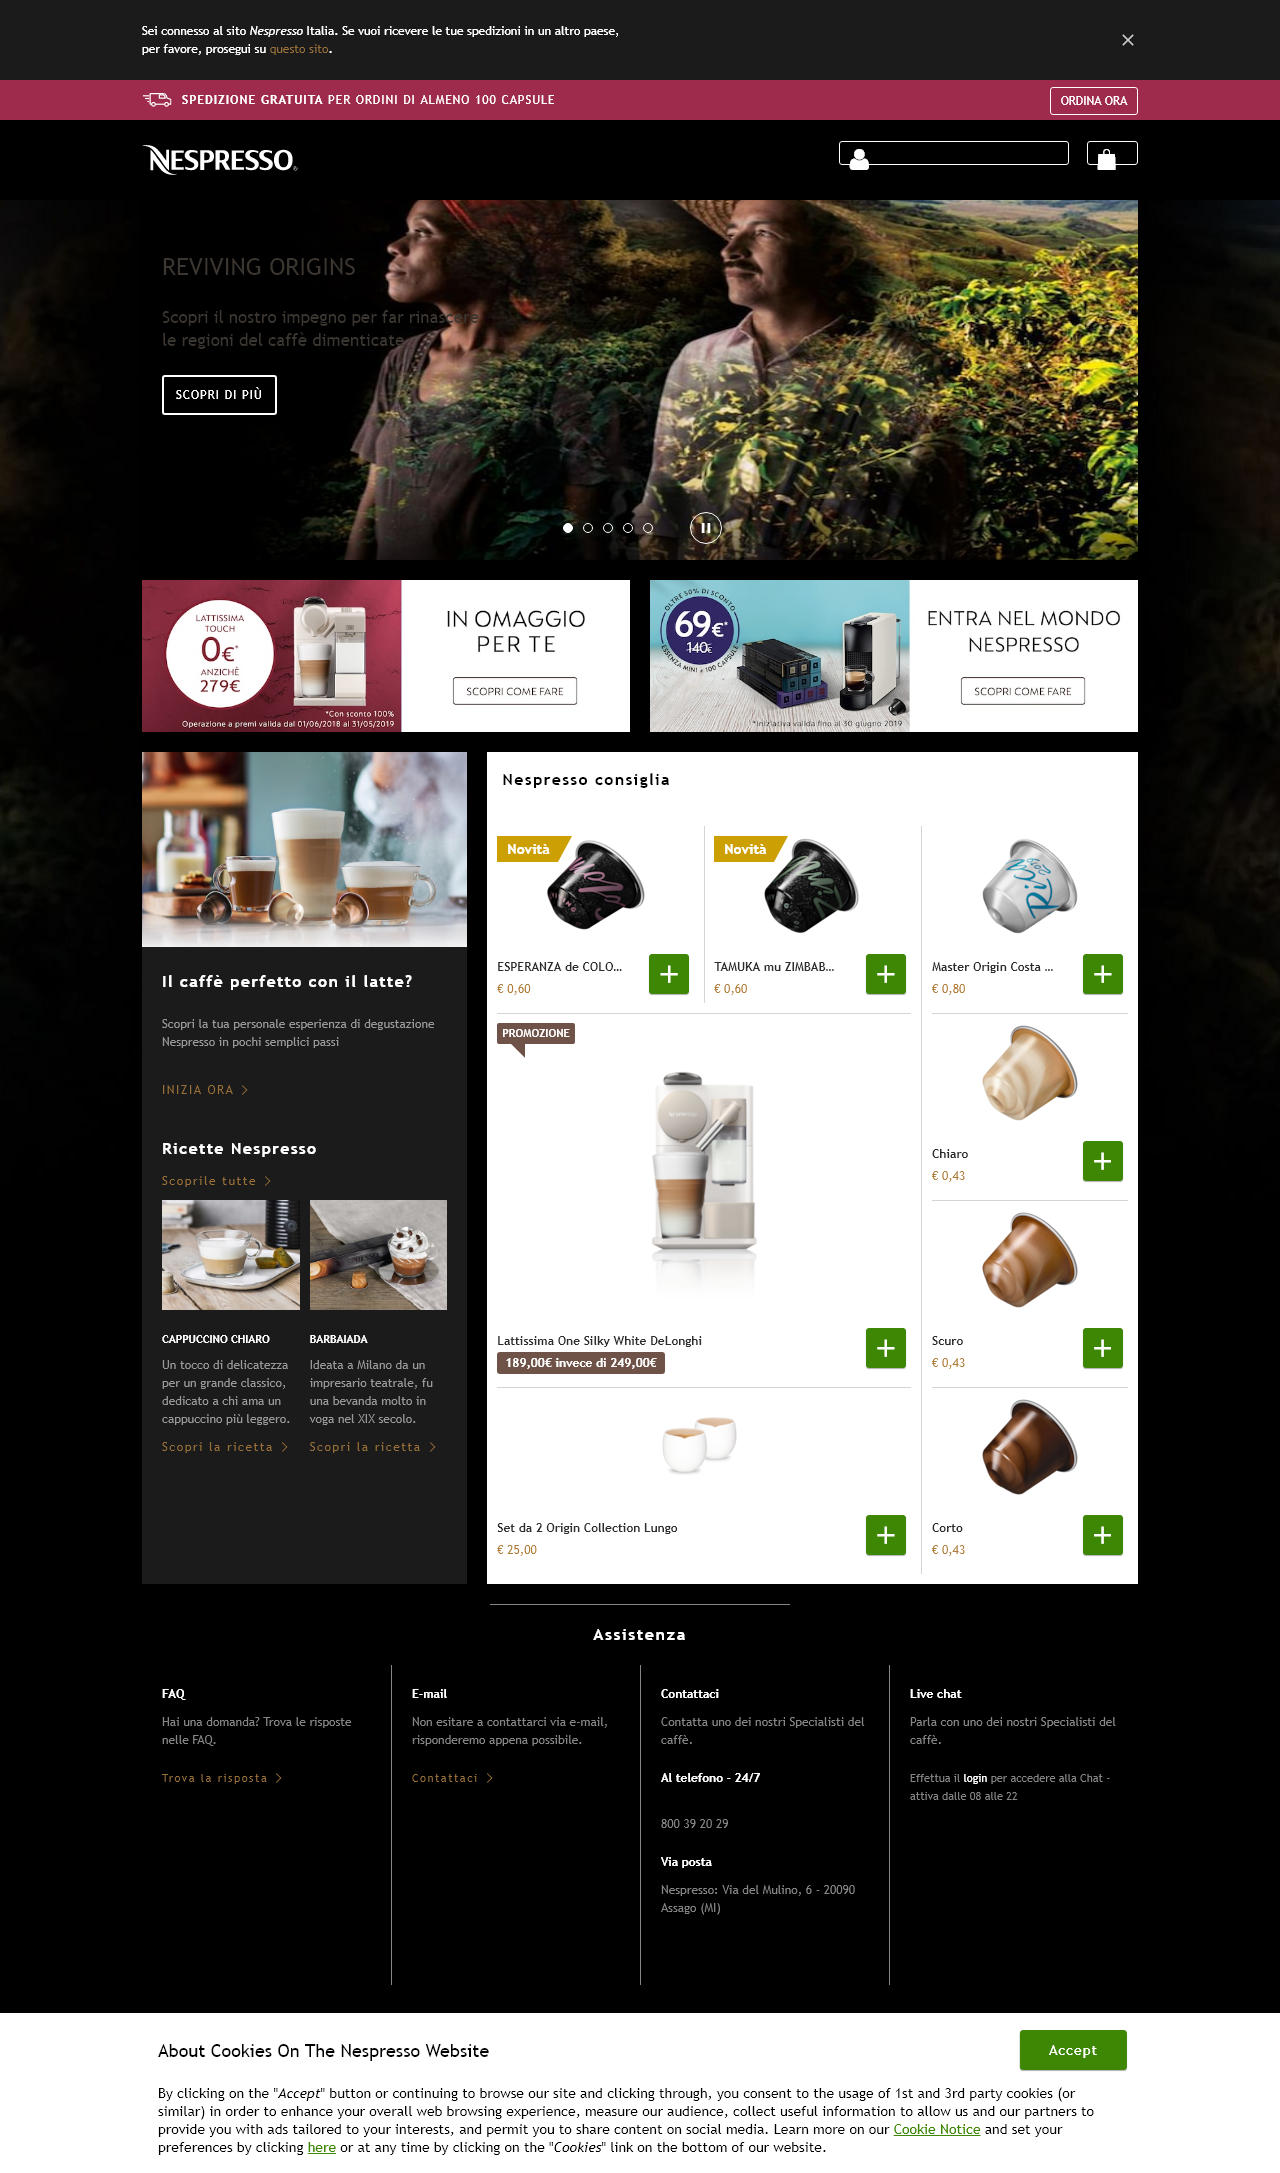 Sei connesso al sito Nespresso Italia. Se vuoi ricevere le tue spedizioni in un altro paese,
per favore, prosegui su questo sito.
SPEDIZIONE GRATUITA PER ORDINI DI ALMENO 100 CAPSULE
ORDINA ORA
NESPRESSO
REVIVING ORIGINS
Scopri il nostro impegno per far rinascere
le regioni del caffè dimenticate
SCOPRI DI PIÙ
LATTISSIMA
TOUCH
0€*
ANZICHÈ
279€
*Con sconto 100%
Operazione a premi valida dal 01/06/2018 al 31/05/2019
IN OMAGGIO
PER TE
SCOPRI COME FARE
OLTRE 50% DI SCONTO
69€*
140€
ESSENZA MINI + 100 CAPSULE
*Iniziativa valida fino al 30 giugno 2019
ENTRA NEL MONDO
NESPRESSO
SCOPRI COME FARE
Il caffè perfetto con il latte?
Scopri la tua personale esperienza di degustazione
Nespresso in pochi semplici passi
INIZIA ORA
Ricette Nespresso
Scoprile tutte
CAPPUCCINO CHIARO
Un tocco di delicatezza
per un grande classico,
dedicato a chi ama un
cappuccino più leggero.
Scopri la ricetta
BARBAIADA
Ideata a Milano da un
impresario teatrale, fu
una bevanda molto in
voga nel XIX secolo.
Scopri la ricetta
Nespresso consiglia
Novità
ESPERANZA de COLO...
€ 0,60
Novità
TAMUKA mu ZIMBAB...
€ 0,60
Master Origin Costa ...
€ 0,80
PROMOZIONE
Lattissima One Silky White DeLonghi
189,00€ invece di 249,00€
Chiaro
€ 0,43
Scuro
€ 0,43
Set da 2 Origin Collection Lungo
€ 25,00
Corto
€ 0,43
Assistenza
FAQ
Hai una domanda? Trova le risposte
nelle FAQ.
Trova la risposta
E-mail
Non esitare a contattarci via e-mail,
risponderemo appena possibile.
Contattaci
Contattaci
Contatta uno dei nostri Specialisti del
caffè.
Al telefono - 24/7
800 39 20 29
Via posta
Nespresso: Via del Mulino, 6 - 20090
Assago (MI)
Live chat
Parla con uno dei nostri Specialisti del
caffè.
Effettua il login per accedere alla Chat -
attiva dalle 08 alle 22
About Cookies On The Nespresso Website
Accept
By clicking on the "Accept" button or continuing to browse our site and clicking through, you consent to the usage of 1st and 3rd party cookies (or
similar) in order to enhance your overall web browsing experience, measure our audience, collect useful information to allow us and our partners to
provide you with ads tailored to your interests, and permit you to share content on social media. Learn more on our Cookie Notice and set your
preferences by clicking here or at any time by clicking on the "Cookies" link on the bottom of our website.